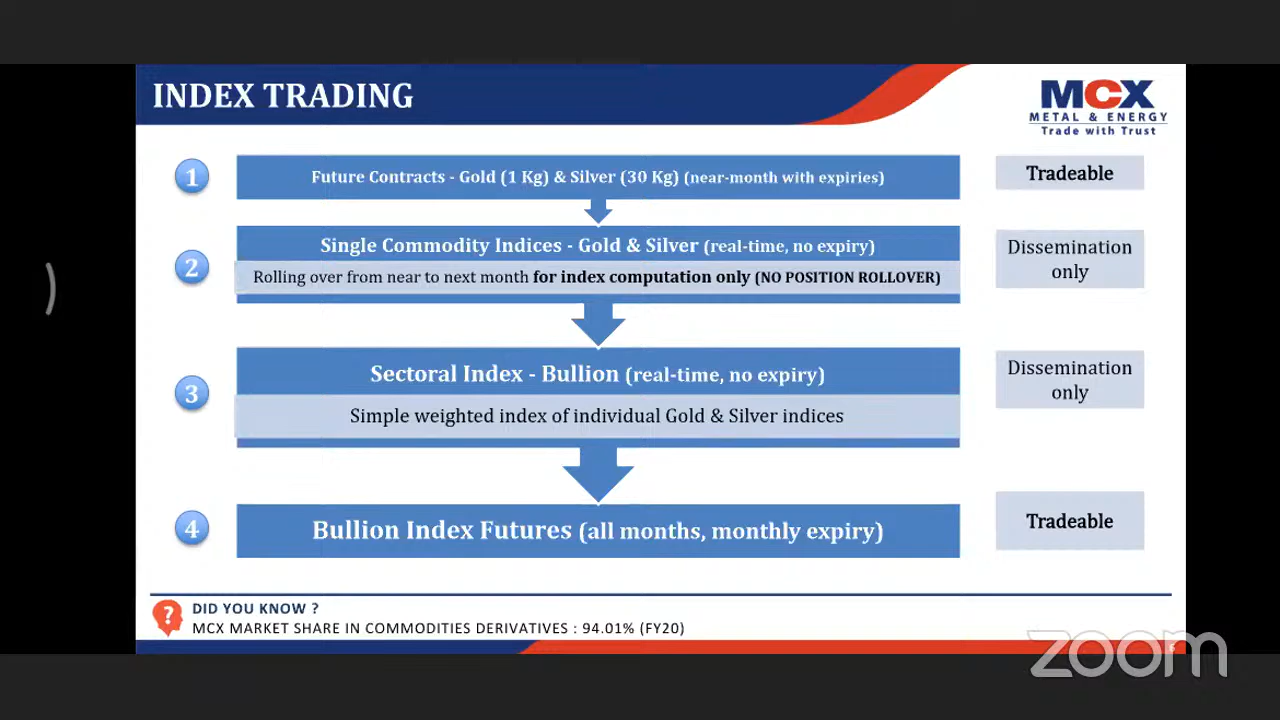 INDEX TRADING
MCX
METAL & ENERGY
Trade with Trust
1
Future Contracts - Gold (1 Kg) & Silver (30 Kg) (near-month with expiries)
Tradeable
2
Single Commodity Indices - Gold & Silver (real-time, no expiry)
Rolling over from near to next month for index computation only (NO POSITION ROLLOVER)
Dissemination
only
3
Sectoral Index - Bullion (real-time, no expiry)
Simple weighted index of individual Gold & Silver indices
Dissemination
only
4
Bullion Index Futures (all months, monthly expiry)
Tradeable
?
DID YOU KNOW ?
MCX MARKET SHARE IN COMMODITIES DERIVATIVES : 94.01% (FY20)
6
zoom